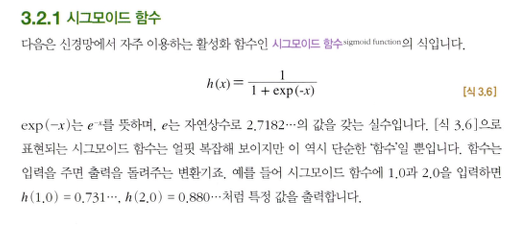 3.2.1 시그모이드 함수
다음은 신경망에서 자주 이용하는 활성화 함수인 시그모이드 함수sigmoid function의 식입니다.
h(x) = 1 / (1 + exp(-x))
[식 3.6]
exp(-x)는 e⁻ˣ를 뜻하며, e는 자연상수로 2.7182…의 값을 갖는 실수입니다. [식 3.6]으로
표현되는 시그모이드 함수는 얼핏 복잡해 보이지만 이 역시 단순한 '함수'일 뿐입니다. 함수는
입력을 주면 출력을 돌려주는 변환기죠. 예를 들어 시그모이드 함수에 1.0과 2.0을 입력하면
h(1.0) = 0.731…, h(2.0) = 0.880…처럼 특정 값을 출력합니다.